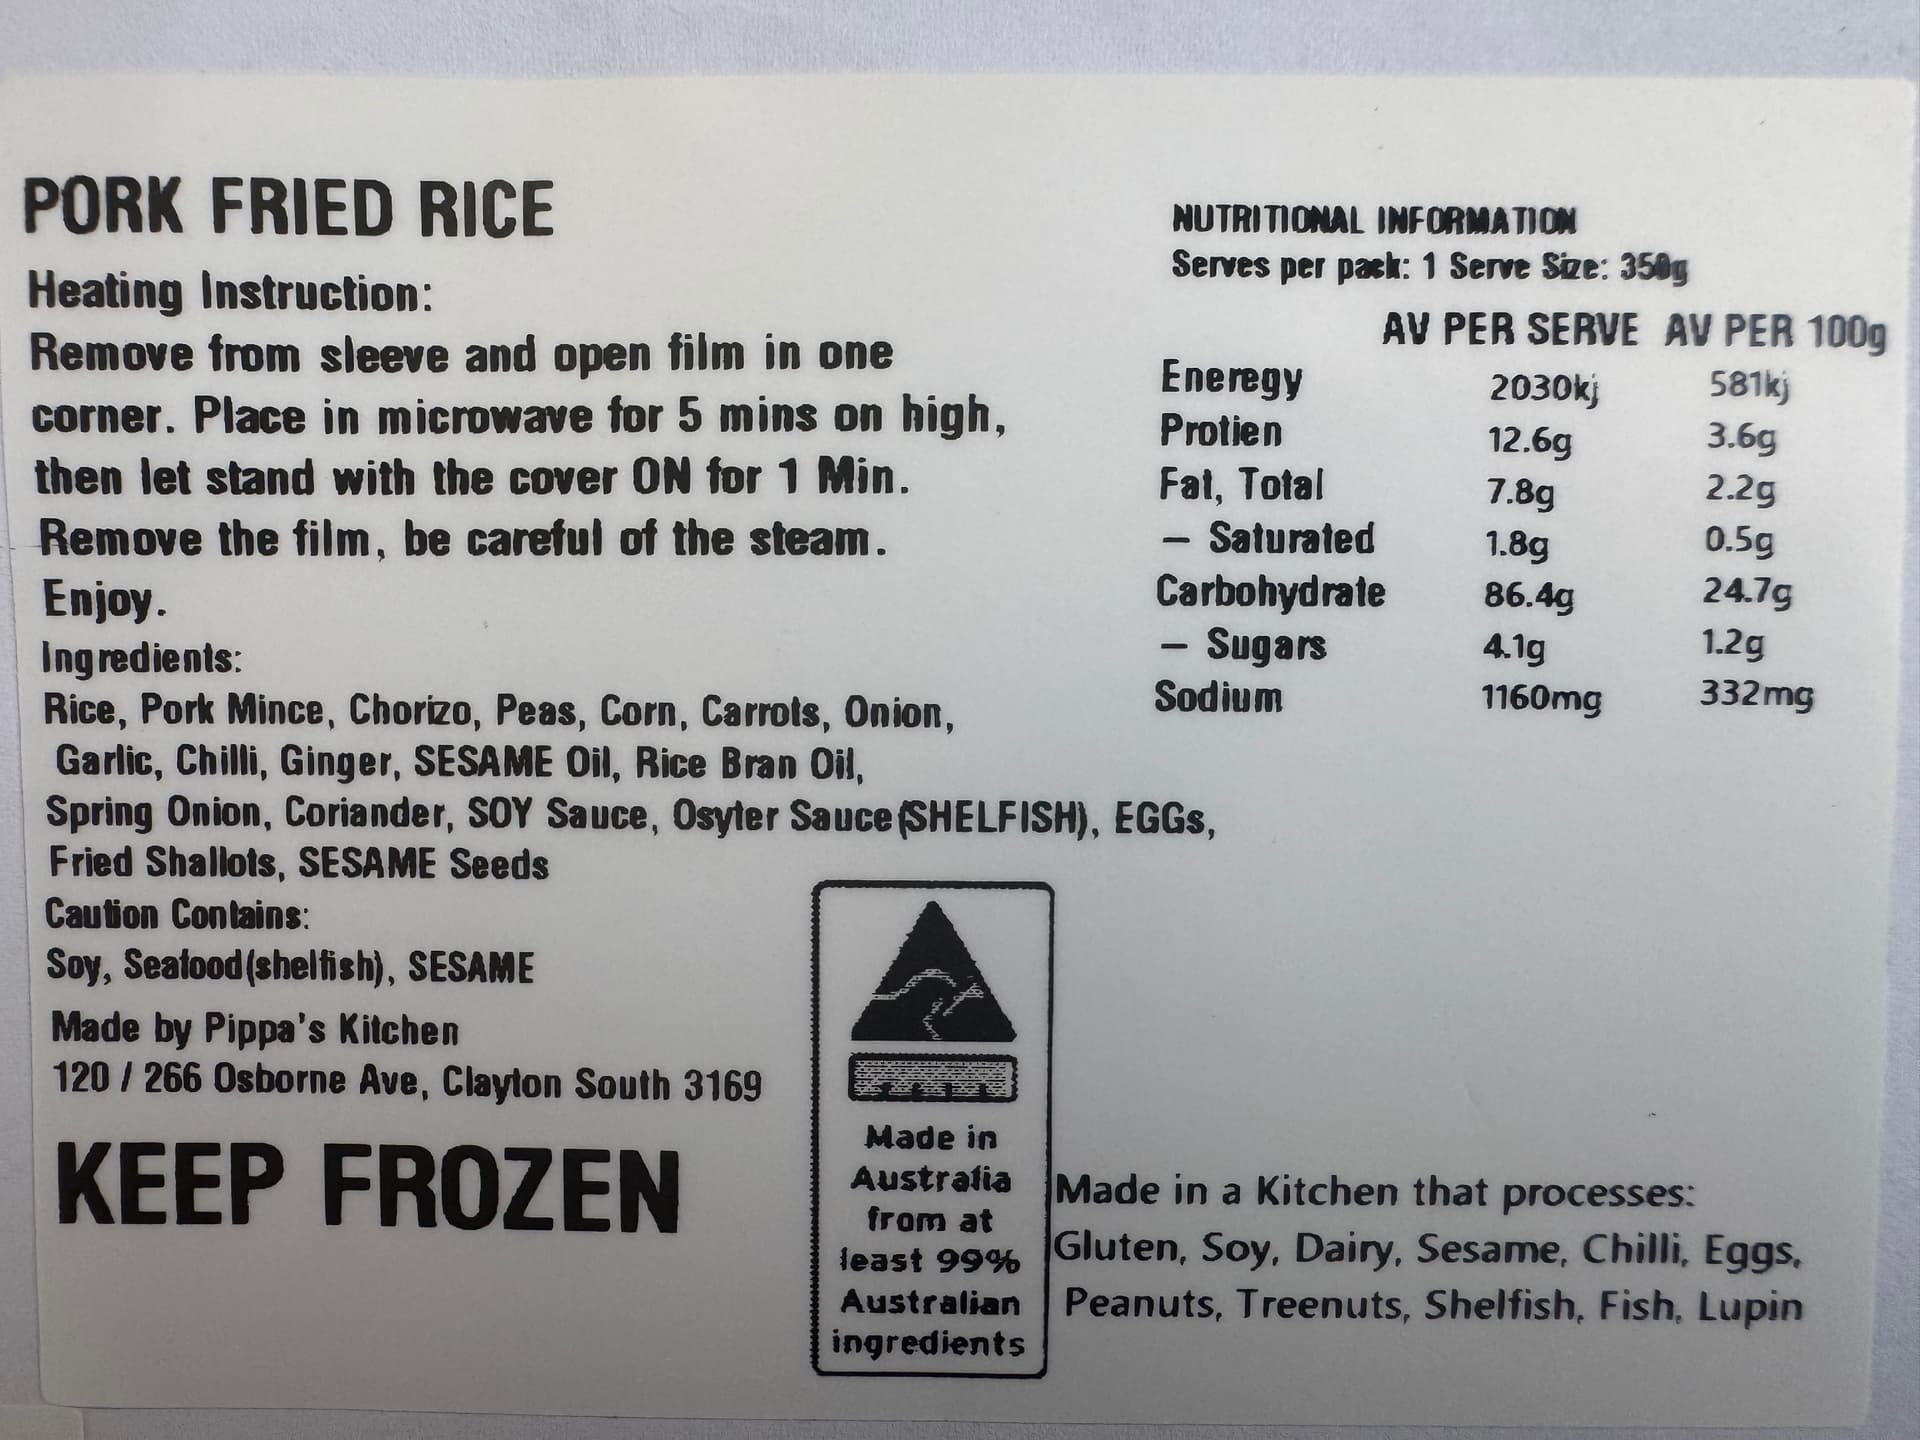 PORK FRIED RICE
Heating Instruction:
Remove from sleeve and open film in one
corner. Place in microwave for 5 mins on high,
then let stand with the cover ON for 1 Min.
Remove the film, be careful of the steam.
Enjoy.
Ingredients:
Rice, Pork Mince, Chorizo, Peas, Corn, Carrots, Onion,
Garlic, Chilli, Ginger, SESAME Oil, Rice Bran Oil,
Spring Onion, Coriander, SOY Sauce, Osyter Sauce(SHELFISH), EGGs,
Fried Shallots, SESAME Seeds
Caution Contains:
Soy, Seafood(shelfish), SESAME
Made by Pippa's Kitchen
120 / 266 Osborne Ave, Clayton South 3169
KEEP FROZEN
NUTRITIONAL INFORMATION
Serves per pack: 1 Serve Size: 350g
AV PER SERVE AV PER 100g
Eneregy 2030kj 581kj
Protien 12.6g 3.6g
Fat, Total 7.8g 2.2g
– Saturated 1.8g 0.5g
Carbohydrate 86.4g 24.7g
– Sugars 4.1g 1.2g
Sodium 1160mg 332mg
Made in
Australia
from at
least 99%
Australian
ingredients
Made in a Kitchen that processes:
Gluten, Soy, Dairy, Sesame, Chilli, Eggs,
Peanuts, Treenuts, Shelfish, Fish, Lupin